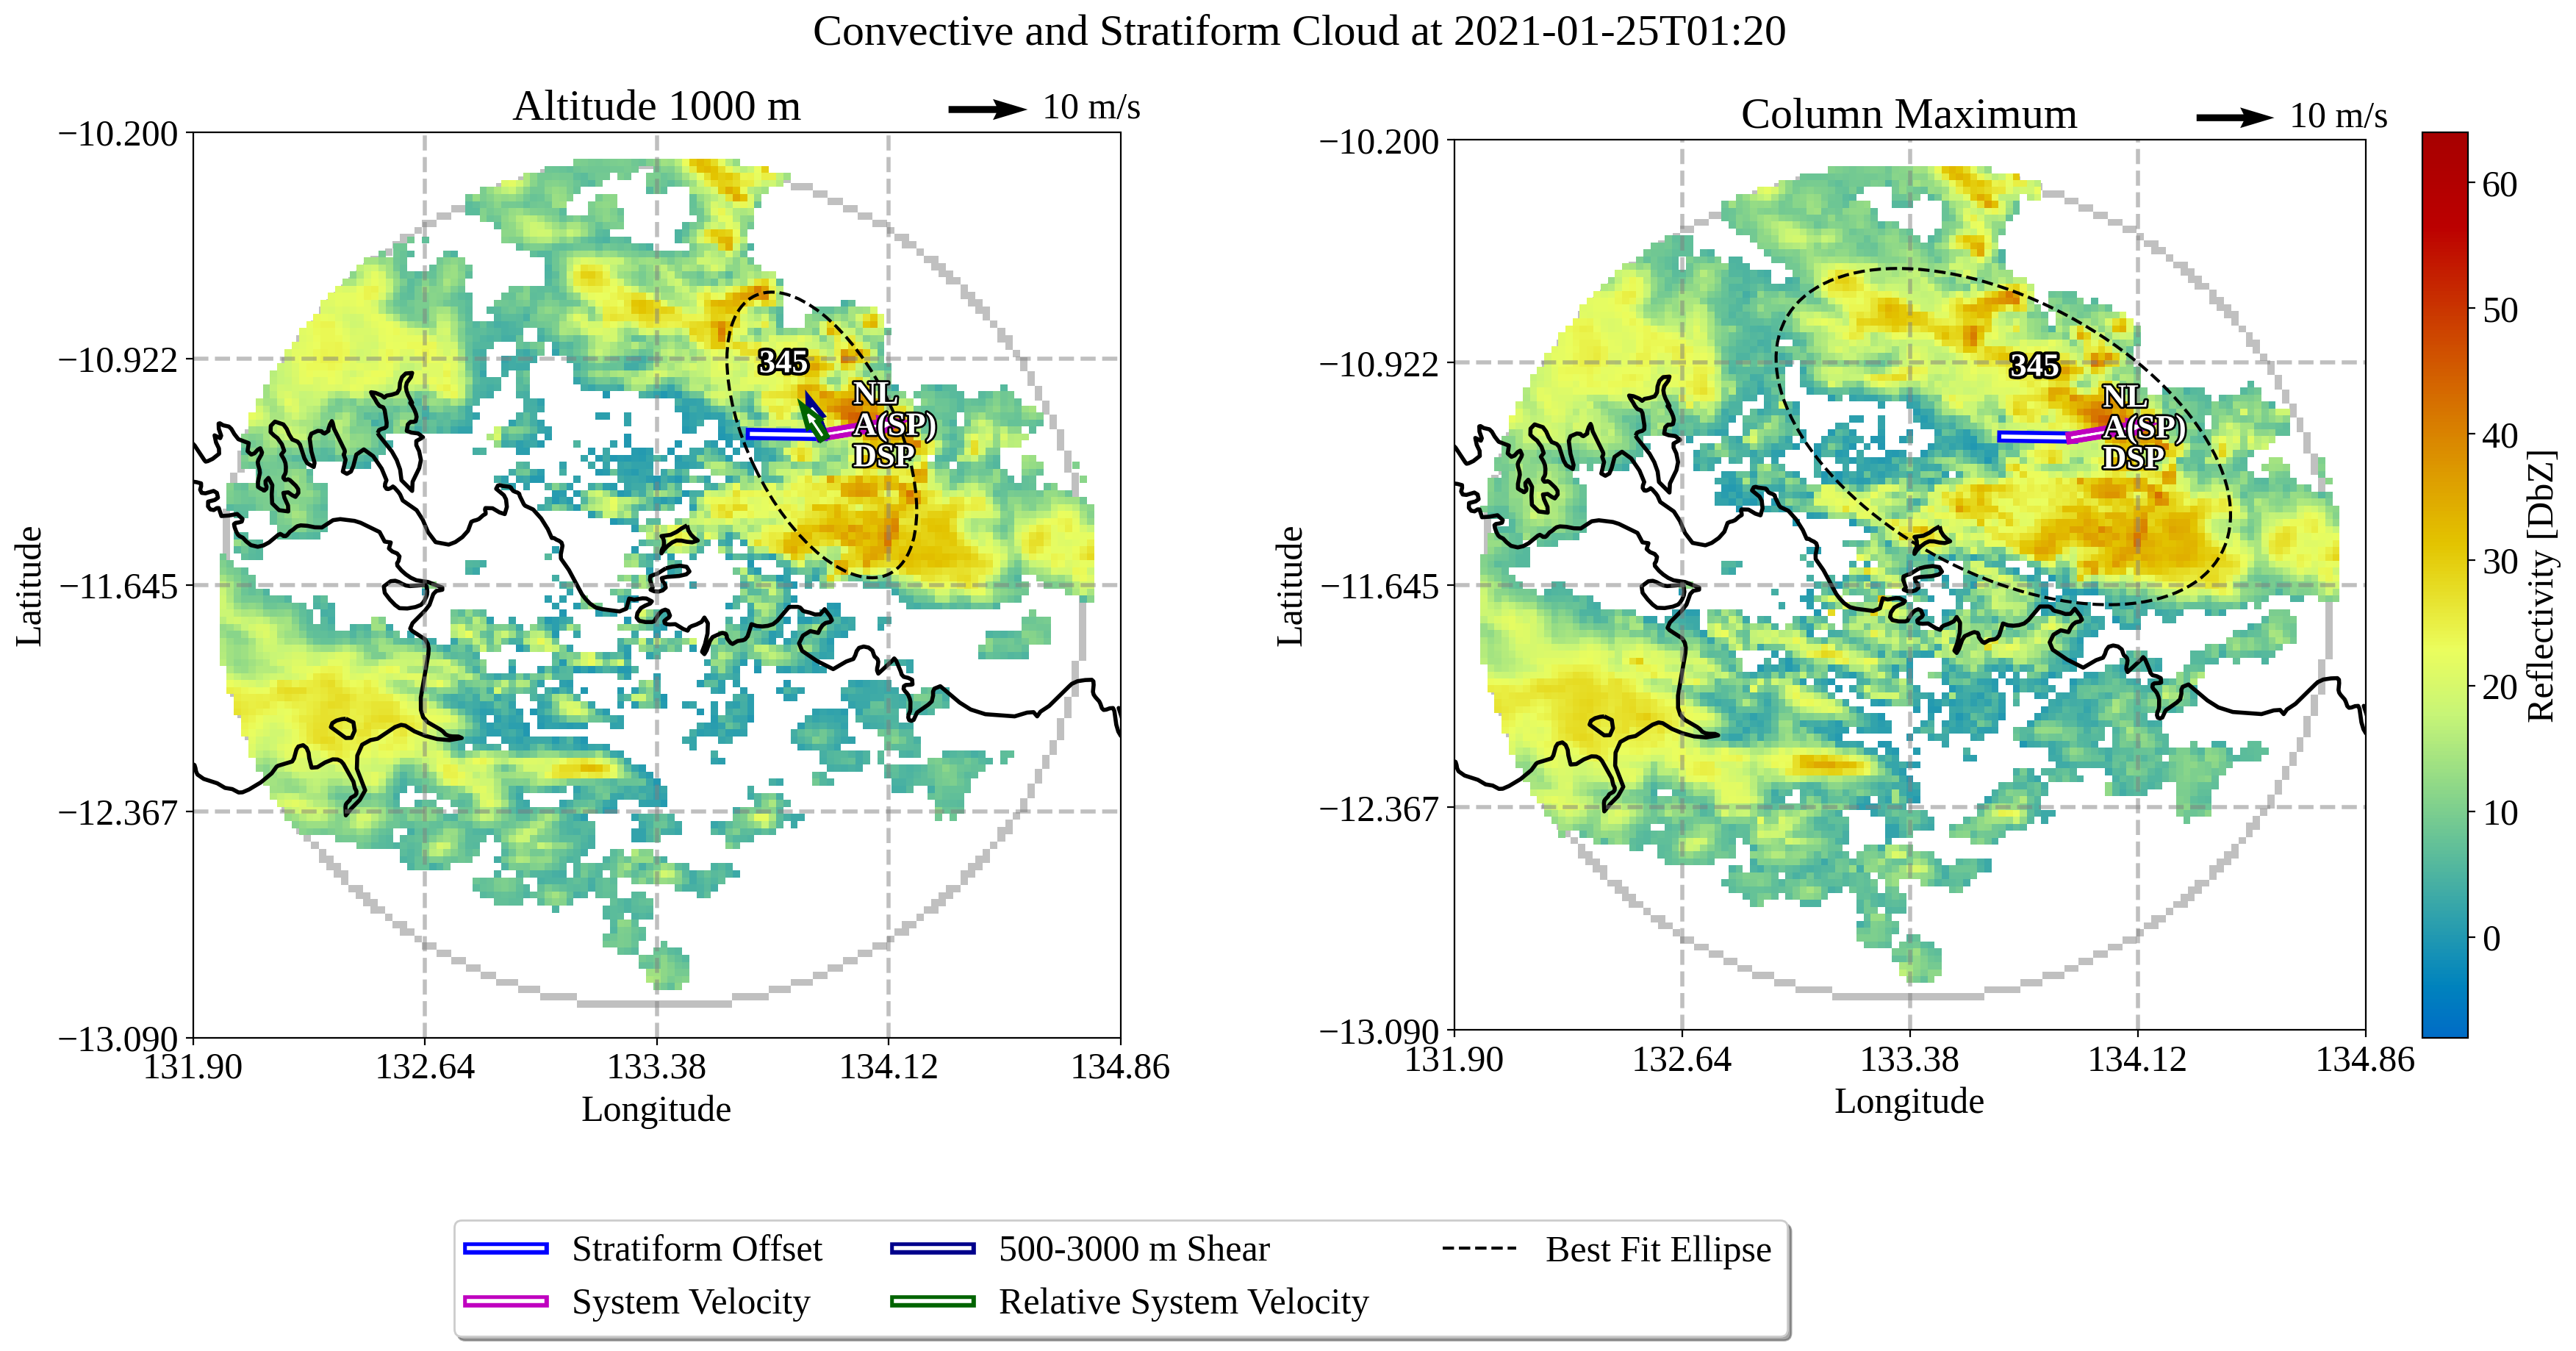 Convective and Stratiform Cloud at 2021-01-25T01:20
Altitude 1000 m
10 m/s
−10.200
−10.922
−11.645
−12.367
−13.090
131.90
132.64
133.38
134.12
134.86
Latitude
Longitude
345
NL
A(SP)
DSP
Column Maximum
10 m/s
−10.200
−10.922
−11.645
−12.367
−13.090
131.90
132.64
133.38
134.12
134.86
Latitude
Longitude
345
NL
A(SP)
DSP
60
50
40
30
20
10
0
Reflectivity [DbZ]
Stratiform Offset
System Velocity
500-3000 m Shear
Relative System Velocity
Best Fit Ellipse